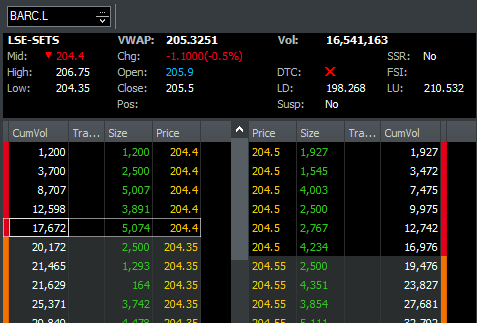 BARC.L
LSE-SETS VWAP: 205.3251 Vol: 16,541,163
Mid: ▼ 204.4 Chg: -1.1000(-0.5%) SSR: No
High: 206.75 Open: 205.9 DTC: ✕ FSI:
Low: 204.35 Close: 205.5 LD: 198.268 LU: 210.532
Pos: Susp: No
CumVol Tra... Size Price Price Size Tra... CumVol
1,200 1,200 204.4 204.5 1,927 1,927
3,700 2,500 204.4 204.5 1,545 3,472
8,707 5,007 204.4 204.5 4,003 7,475
12,598 3,891 204.4 204.5 2,500 9,975
17,672 5,074 204.4 204.5 2,767 12,742
20,172 2,500 204.35 204.5 4,234 16,976
21,465 1,293 204.35 204.55 2,500 19,476
21,629 164 204.35 204.55 4,351 23,827
25,371 3,742 204.35 204.55 3,854 27,681